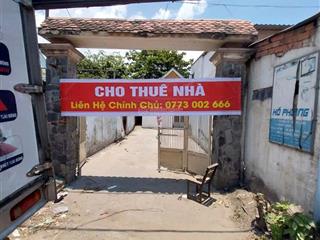 CHO THUÊ NHÀ
Liên Hệ Chính Chủ: 0773 002 666
HỒ PHONG